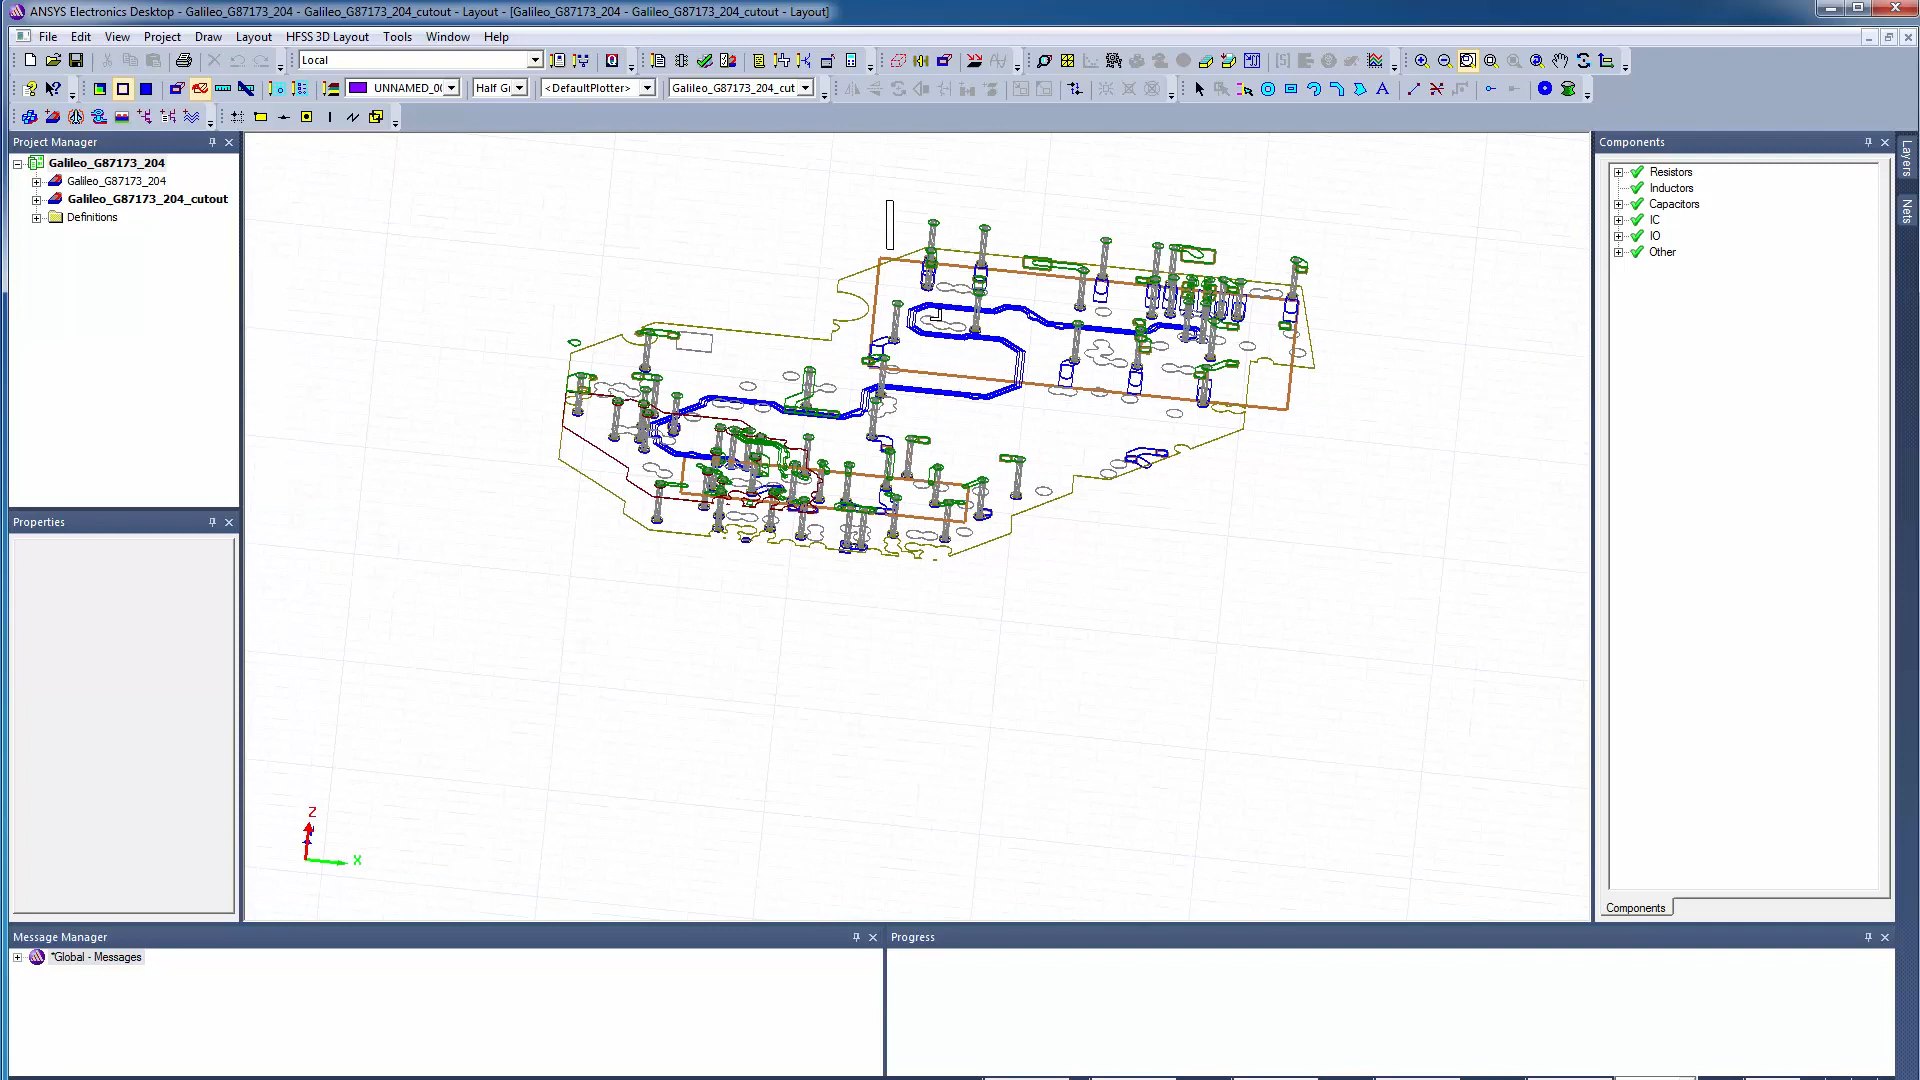 ANSYS Electronics Desktop - Galileo_G87173_204 - Galileo_G87173_204_cutout - Layout - [Galileo_G87173_204 - Galileo_G87173_204_cutout - Layout]
File Edit View Project Draw Layout HFSS 3D Layout Tools Window Help
Local
UNNAMED_00 Half Gr <DefaultPlotter> Galileo_G87173_204_cut
Project Manager
Galileo_G87173_204
Galileo_G87173_204
Galileo_G87173_204_cutout
Definitions
Properties
Z
X
Components
Resistors
Inductors
Capacitors
IC
IO
Other
Components
Layers
Nets
Message Manager
*Global - Messages
Progress